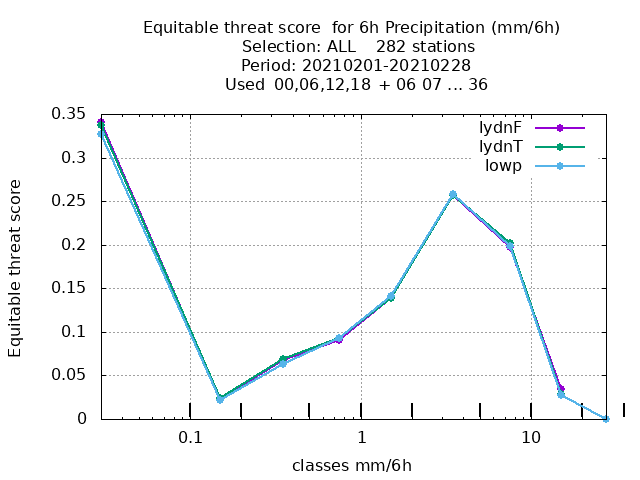 Equitable threat score  for 6h Precipitation (mm/6h)
Selection: ALL    282 stations
Period: 20210201-20210228
Used  00,06,12,18  + 06 07 ... 36
0.35
0.3
0.25
0.2
0.15
0.1
0.05
0
Equitable threat score
lydnF
lydnT
lowp
0.1
1
10
classes mm/6h